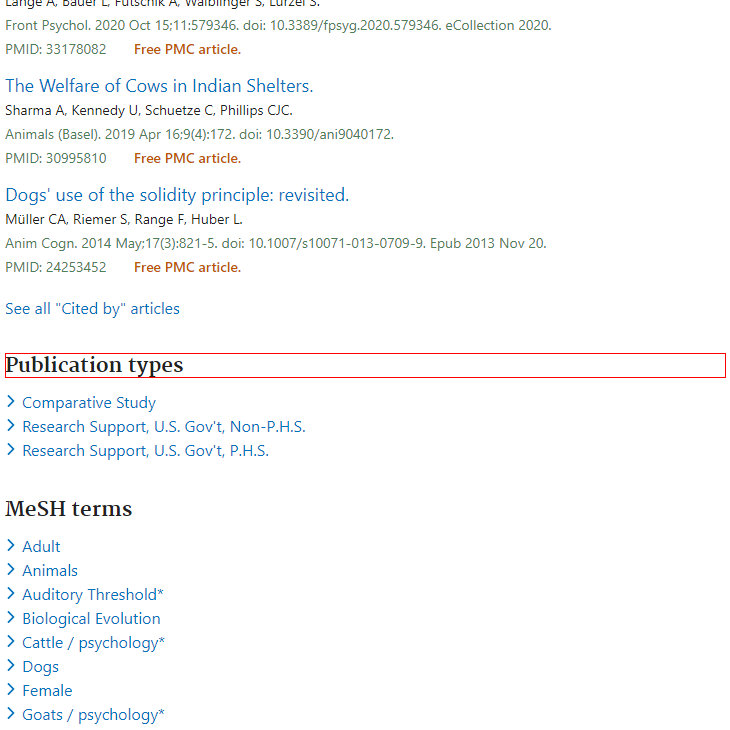 Lange A, Bauer L, Futschik A, Waiblinger S, Lürzel S.
Front Psychol. 2020 Oct 15;11:579346. doi: 10.3389/fpsyg.2020.579346. eCollection 2020.
PMID: 33178082 Free PMC article.
The Welfare of Cows in Indian Shelters.
Sharma A, Kennedy U, Schuetze C, Phillips CJC.
Animals (Basel). 2019 Apr 16;9(4):172. doi: 10.3390/ani9040172.
PMID: 30995810 Free PMC article.
Dogs' use of the solidity principle: revisited.
Müller CA, Riemer S, Range F, Huber L.
Anim Cogn. 2014 May;17(3):821-5. doi: 10.1007/s10071-013-0709-9. Epub 2013 Nov 20.
PMID: 24253452 Free PMC article.
See all "Cited by" articles
Publication types
Comparative Study
Research Support, U.S. Gov't, Non-P.H.S.
Research Support, U.S. Gov't, P.H.S.
MeSH terms
Adult
Animals
Auditory Threshold*
Biological Evolution
Cattle / psychology*
Dogs
Female
Goats / psychology*